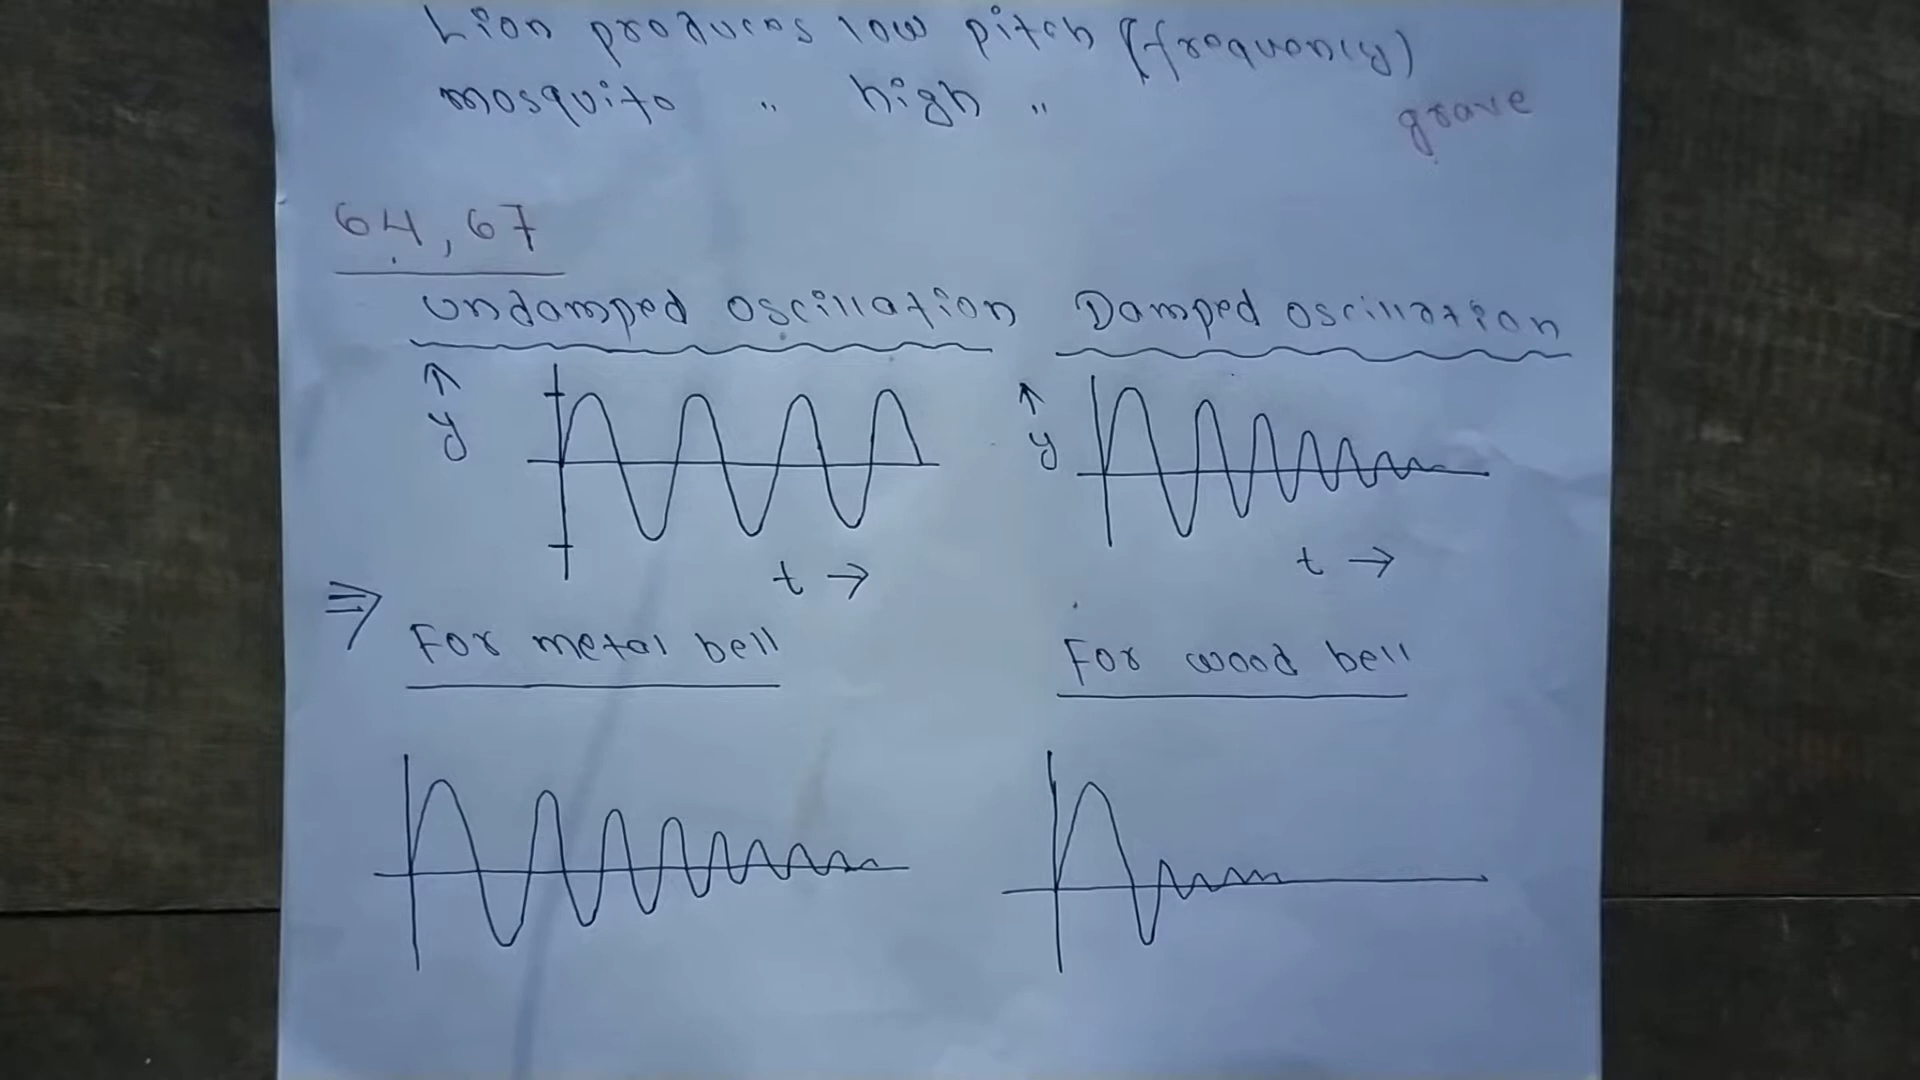 Lion produces low pitch (frequency)
mosquito " high "
grave
64, 67
Undamped oscillation Damped oscillation
↑ y ↑ y
t → t →
⇒ For metal bell For wood bell